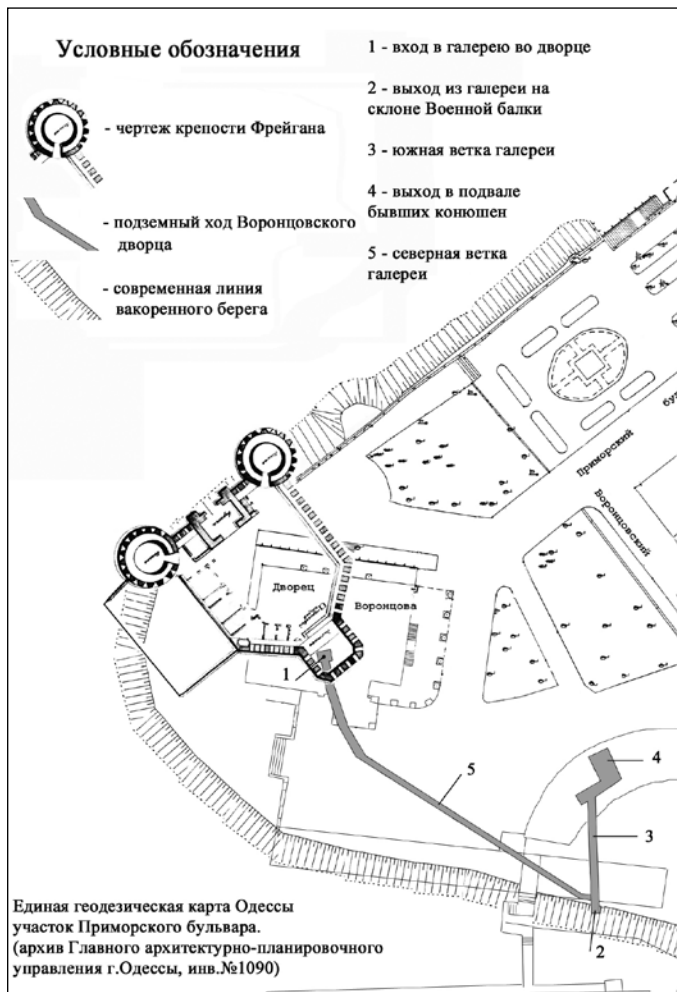 Условные обозначения
- чертеж крепости Фрейгана
- подземный ход Воронцовского
дворца
- современная линия
вакоренного берега
1 - вход в галерею во дворце
2 - выход из галереи на
склоне Военной балки
3 - южная ветка галереи
4 - выход в подвале
бывших конюшен
5 - северная ветка
галереи
Приморский
Воронцовский
Дворец
Воронцова
1
5
4
3
2
Единая геодезическая карта Одессы
участок Приморского бульвара.
(архив Главного архитектурно-планировочного
управления г.Одессы, инв.№1090)